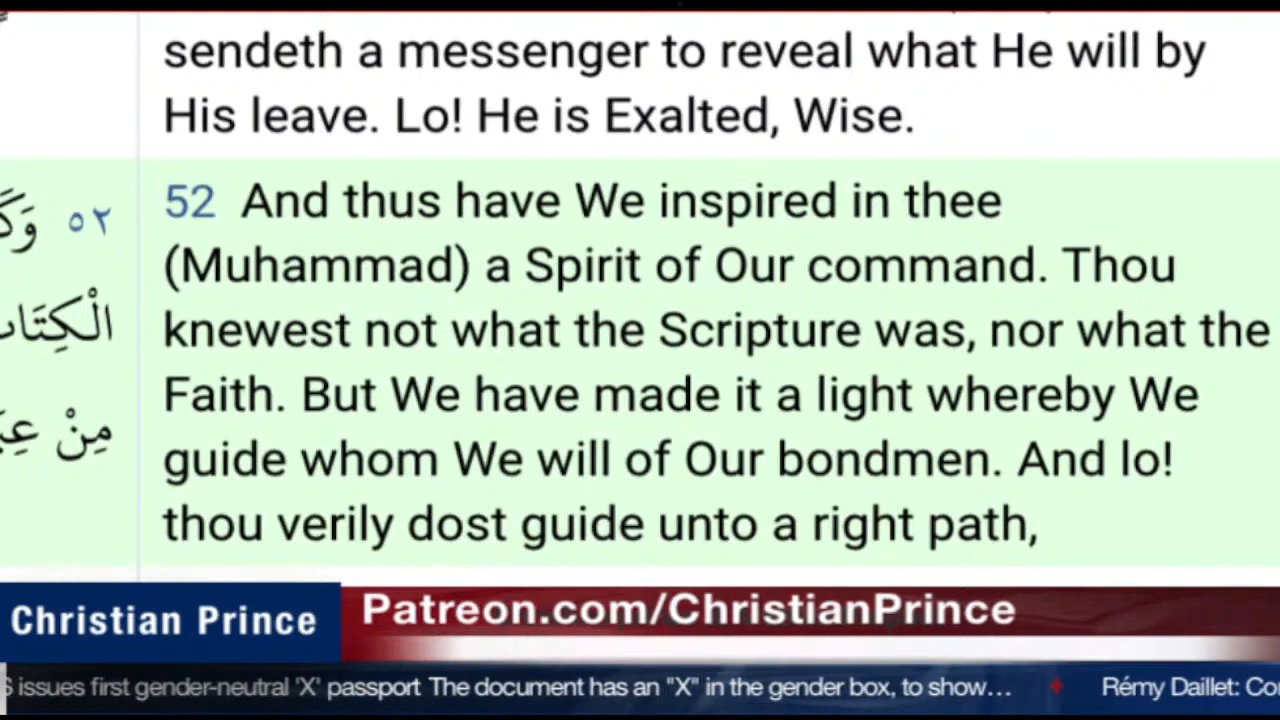 sendeth a messenger to reveal what He will by
His leave. Lo! He is Exalted, Wise.
52 And thus have We inspired in thee
(Muhammad) a Spirit of Our command. Thou
knewest not what the Scripture was, nor what the
Faith. But We have made it a light whereby We
guide whom We will of Our bondmen. And lo!
thou verily dost guide unto a right path,
٥٢
مِنْ
Christian Prince
Patreon.com/ChristianPrince
issues first gender-neutral 'X' passport The document has an "X" in the gender box, to show... Rémy Daillet: